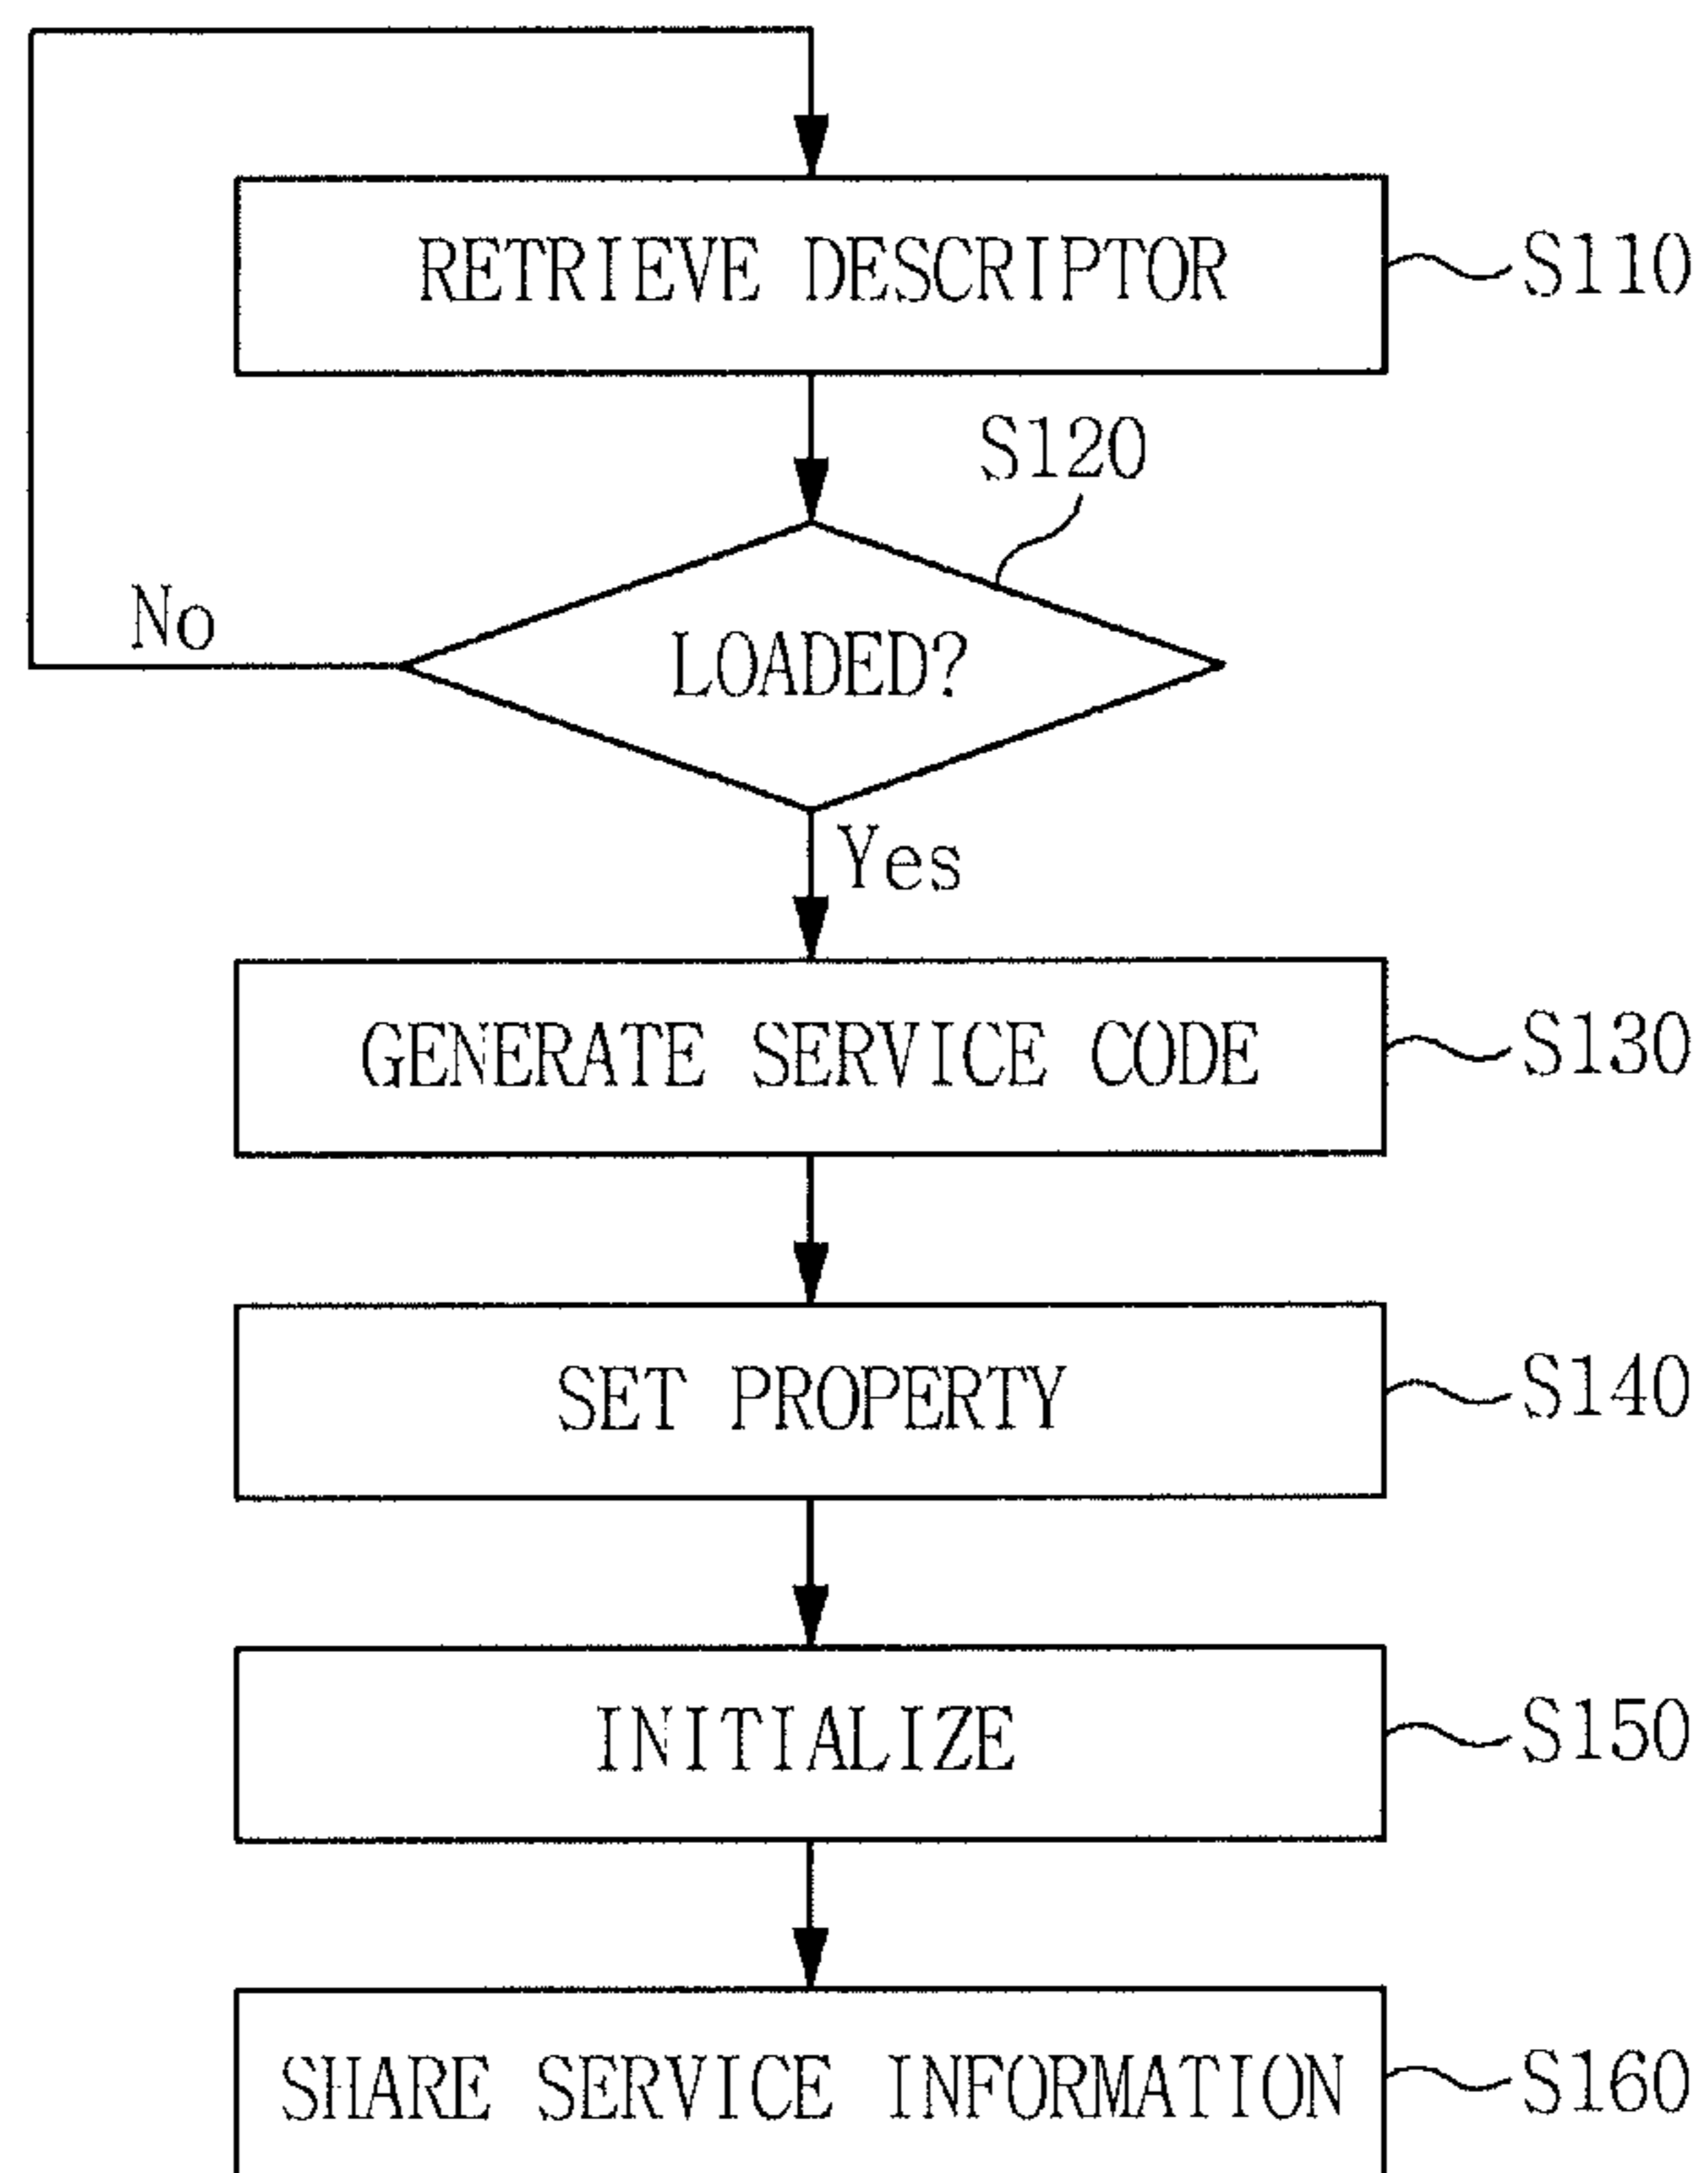 RETRIEVE DESCRIPTOR S110
S120
No
LOADED?
Yes
GENERATE SERVICE CODE S130
SET PROPERTY S140
INITIALIZE S150
SHARE SERVICE INFORMATION S160